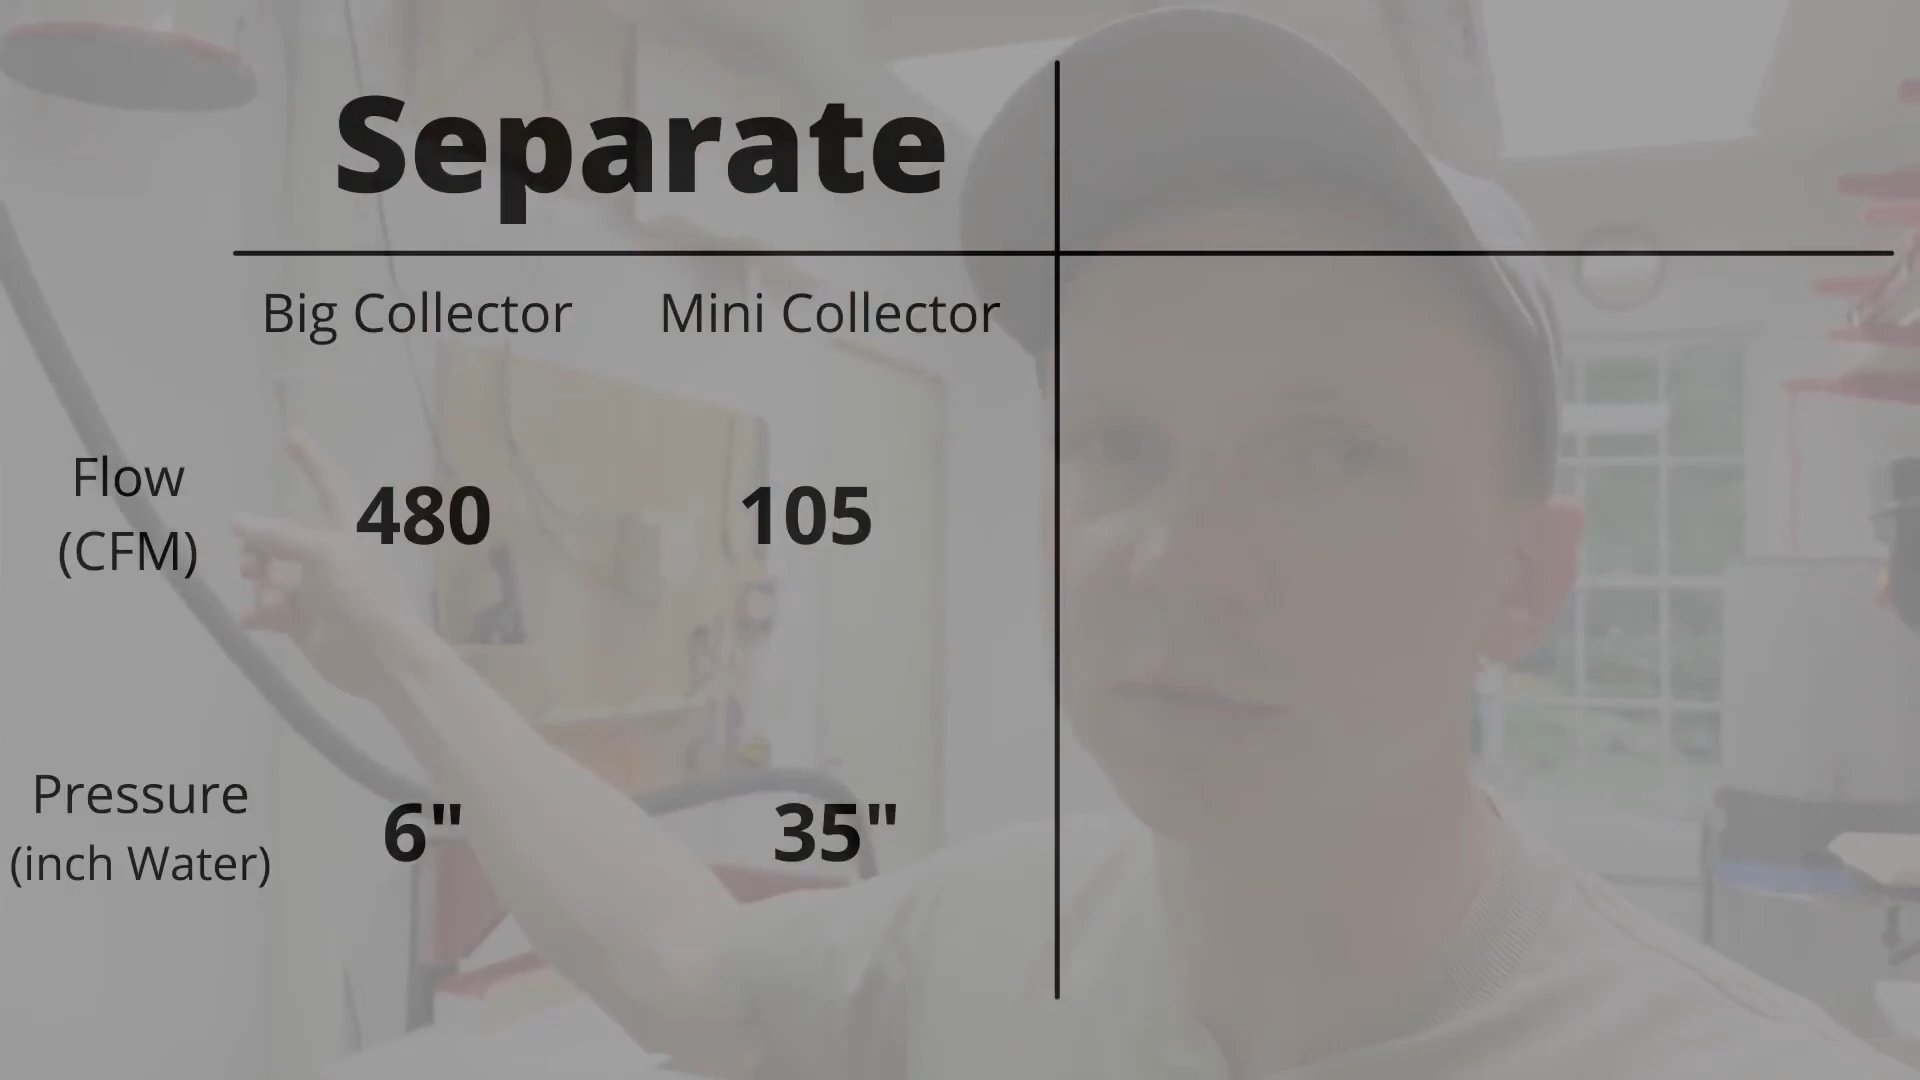 Separate
Big Collector Mini Collector
Flow
(CFM)
480 105
Pressure
(inch Water)
6" 35"